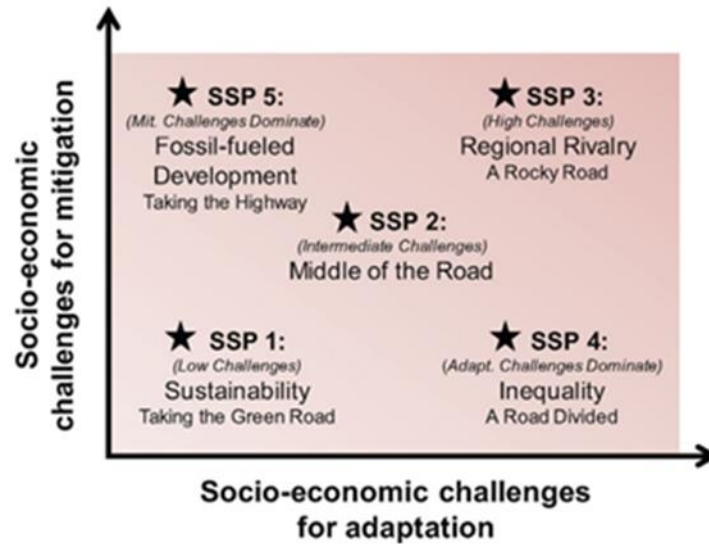 Socio-economic
challenges for mitigation
SSP 5:
(Mit. Challenges Dominate)
Fossil-fueled
Development
Taking the Highway
SSP 3:
(High Challenges)
Regional Rivalry
A Rocky Road
SSP 2:
(Intermediate Challenges)
Middle of the Road
SSP 1:
(Low Challenges)
Sustainability
Taking the Green Road
SSP 4:
(Adapt. Challenges Dominate)
Inequality
A Road Divided
Socio-economic challenges
for adaptation